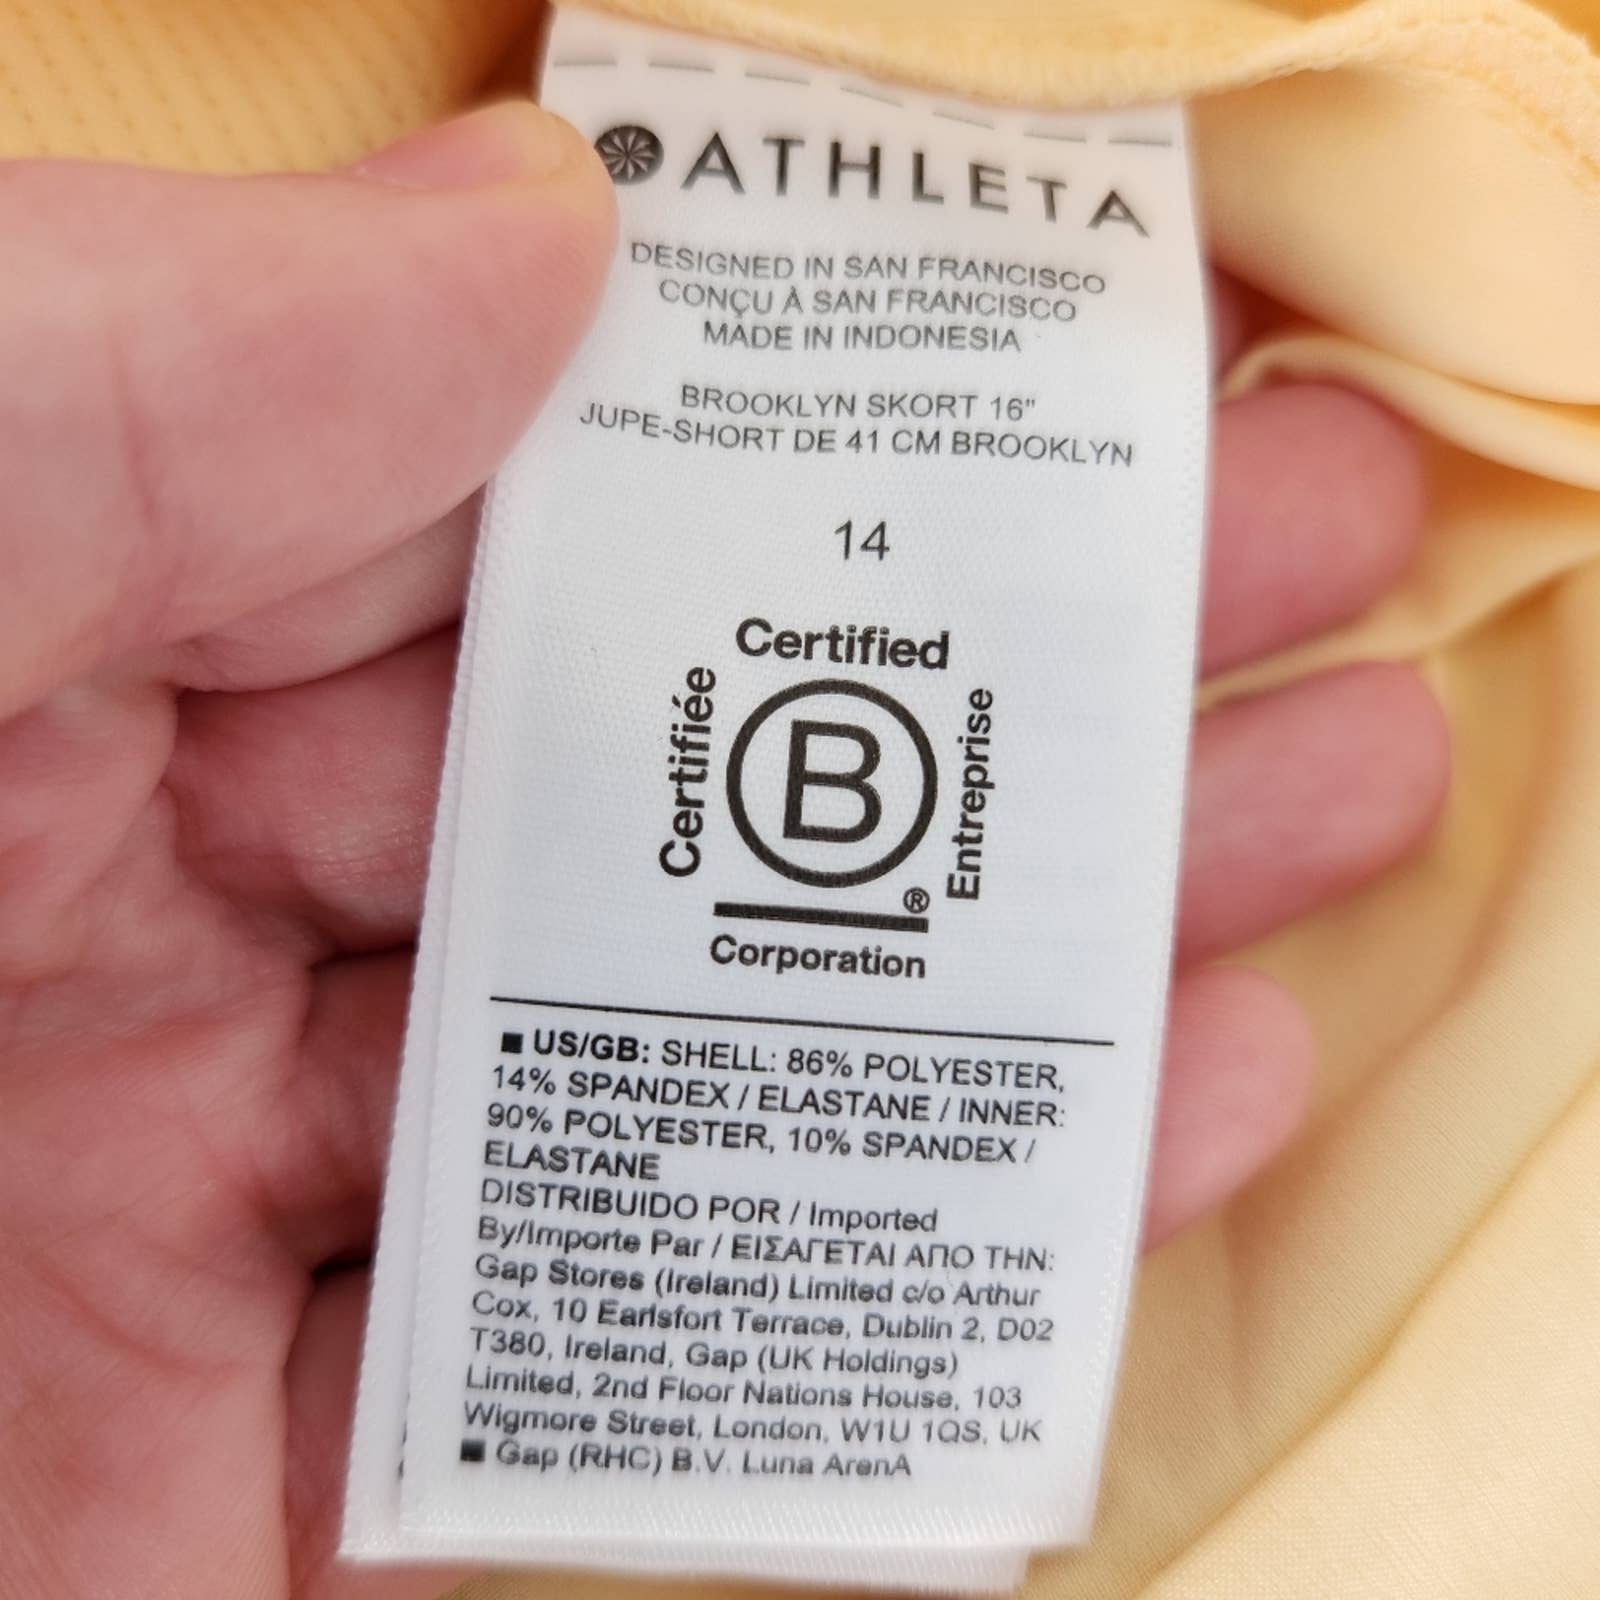 ATHLETA
DESIGNED IN SAN FRANCISCO
CONÇU À SAN FRANCISCO
MADE IN INDONESIA
BROOKLYN SKORT 16"
JUPE-SHORT DE 41 CM BROOKLYN
14
Certified
Certifiée
B
Entreprise
®
Corporation
■ US/GB: SHELL: 86% POLYESTER,
14% SPANDEX / ELASTANE / INNER:
90% POLYESTER, 10% SPANDEX /
ELASTANE
DISTRIBUIDO POR / Imported
By/Importe Par / ΕΙΣΑΓΕΤΑΙ ΑΠΟ ΤΗΝ:
Gap Stores (Ireland) Limited c/o Arthur
Cox, 10 Earlsfort Terrace, Dublin 2, D02
T380, Ireland, Gap (UK Holdings)
Limited, 2nd Floor Nations House, 103
Wigmore Street, London, W1U 1QS, UK
■ Gap (RHC) B.V. Luna ArenA